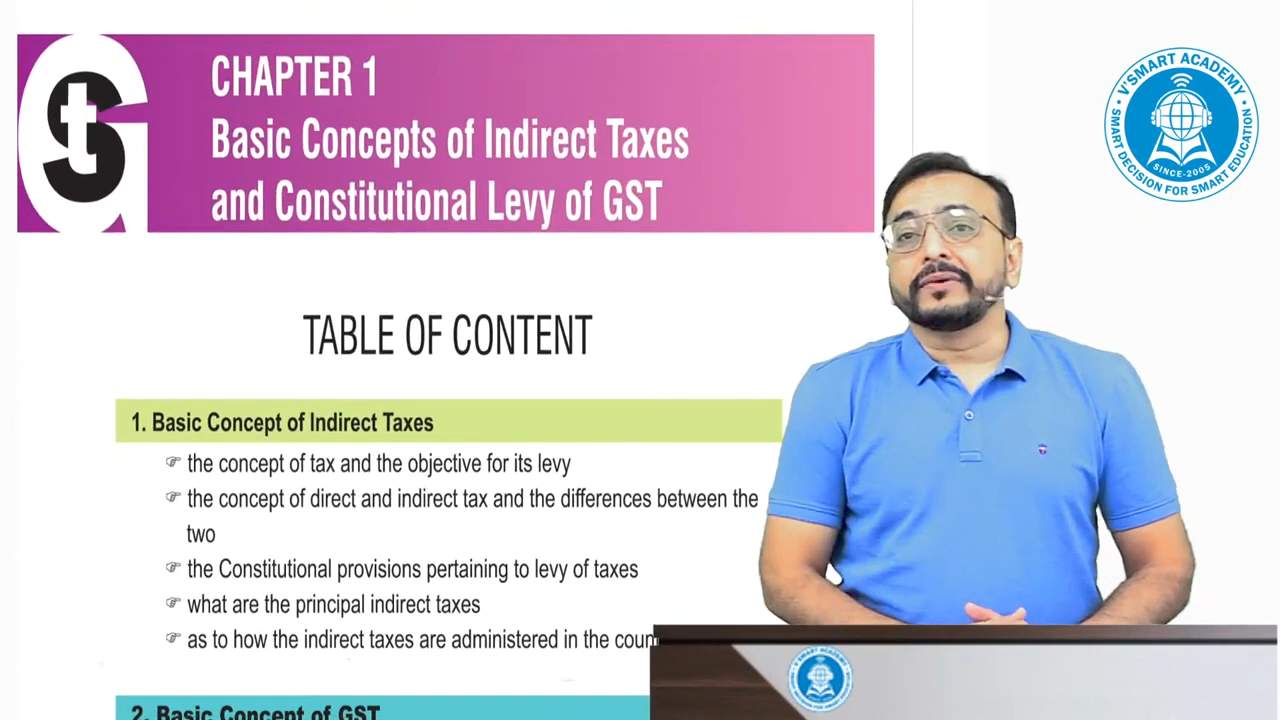 Gst
CHAPTER 1
Basic Concepts of Indirect Taxes
and Constitutional Levy of GST
TABLE OF CONTENT
1. Basic Concept of Indirect Taxes
the concept of tax and the objective for its levy
the concept of direct and indirect tax and the differences between the
two
the Constitutional provisions pertaining to levy of taxes
what are the principal indirect taxes
as to how the indirect taxes are administered in the coun
2. Basic Concept of GST
V'SMART ACADEMY
SINCE-2005
SMART DECISION FOR SMART EDUCATION
V'SMART ACADEMY